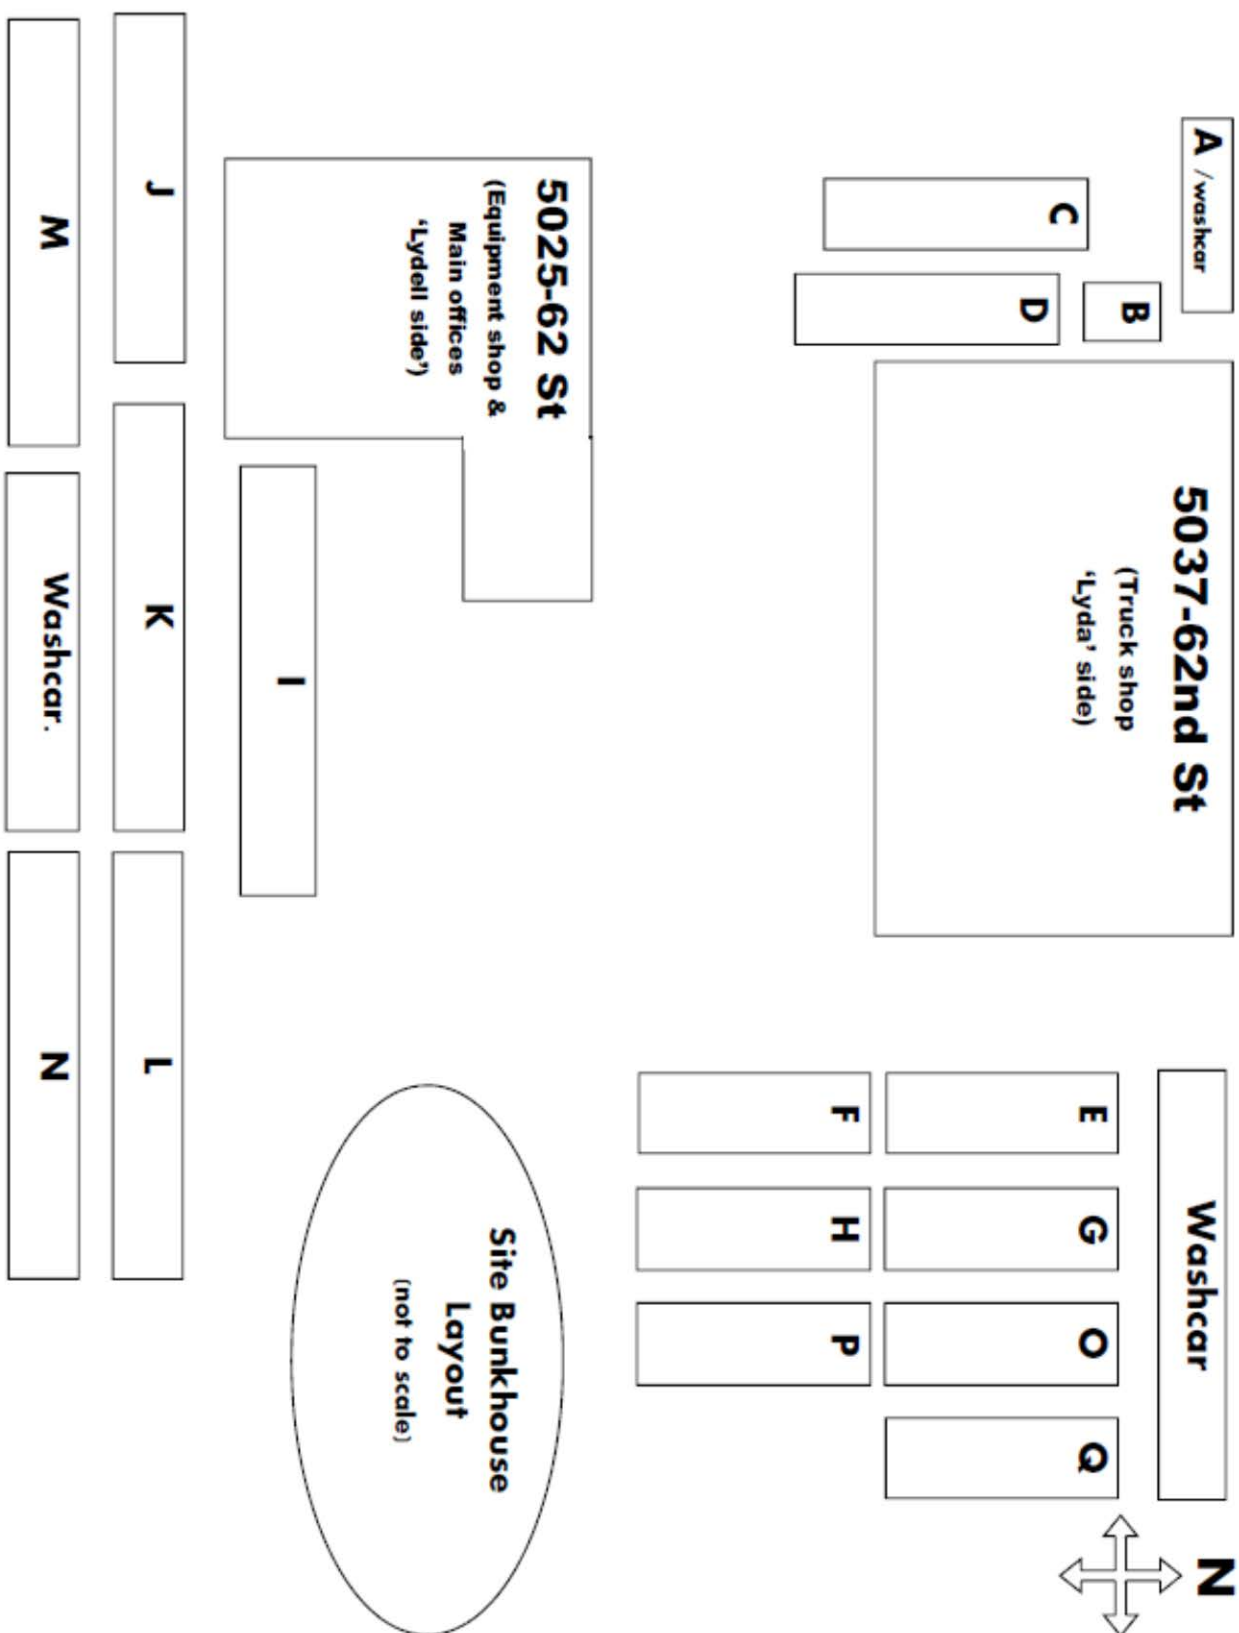 A /washcar
B
C
D
5037-62nd St
(Truck shop
‘Lyda’ side)
Washcar
N
E
G
O
Q
F
H
P
5025-62 St
(Equipment shop &
Main offices
‘Lydell side’)
Site Bunkhouse
Layout
(not to scale)
I
J
K
L
M
Washcar.
N